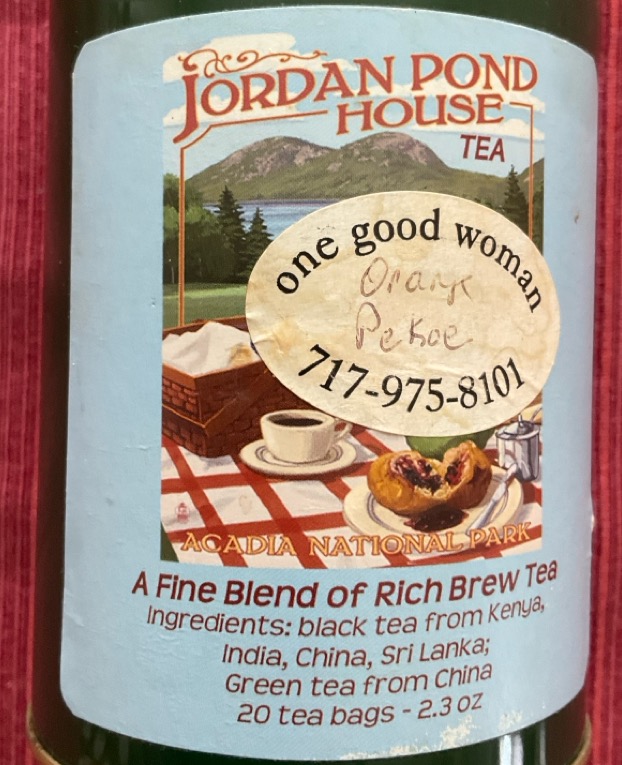 JORDAN POND
HOUSE
TEA
one good woman
Orange
Pekoe
717-975-8101
ACADIA NATIONAL PARK
A Fine Blend of Rich Brew Tea
Ingredients: black tea from Kenya,
India, China, Sri Lanka;
Green tea from China
20 tea bags - 2.3 oz